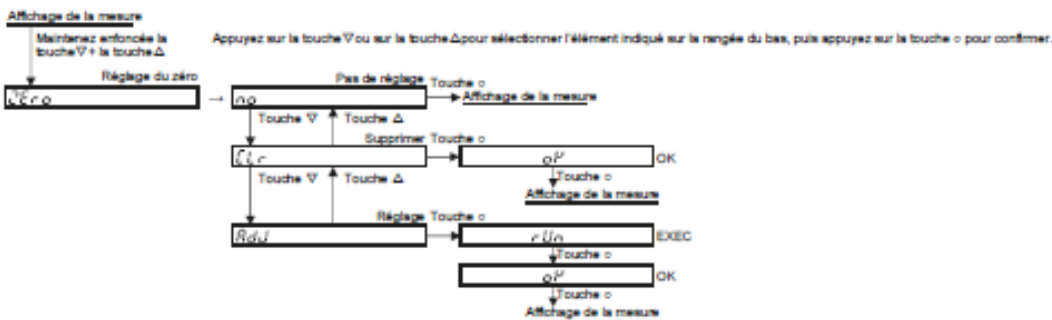 Affichage de la mesure
Maintenez enfoncée la
touche▽ + la touche△
Appuyez sur la touche▽ou sur la touche△pour sélectionner l'élément indiqué sur la rangée du bas, puis appuyez sur la touche ○ pour confirmer.
Réglage du zéro
ZEro
→
Pas de réglage Touche ○
no
Affichage de la mesure
Touche ▽ Touche △
Supprimer Touche ○
CLr
oK
OK
Touche ○
Affichage de la mesure
Touche ▽ Touche △
Réglage Touche ○
AdJ
rUn
EXEC
Touche ○
oK
OK
Touche ○
Affichage de la mesure